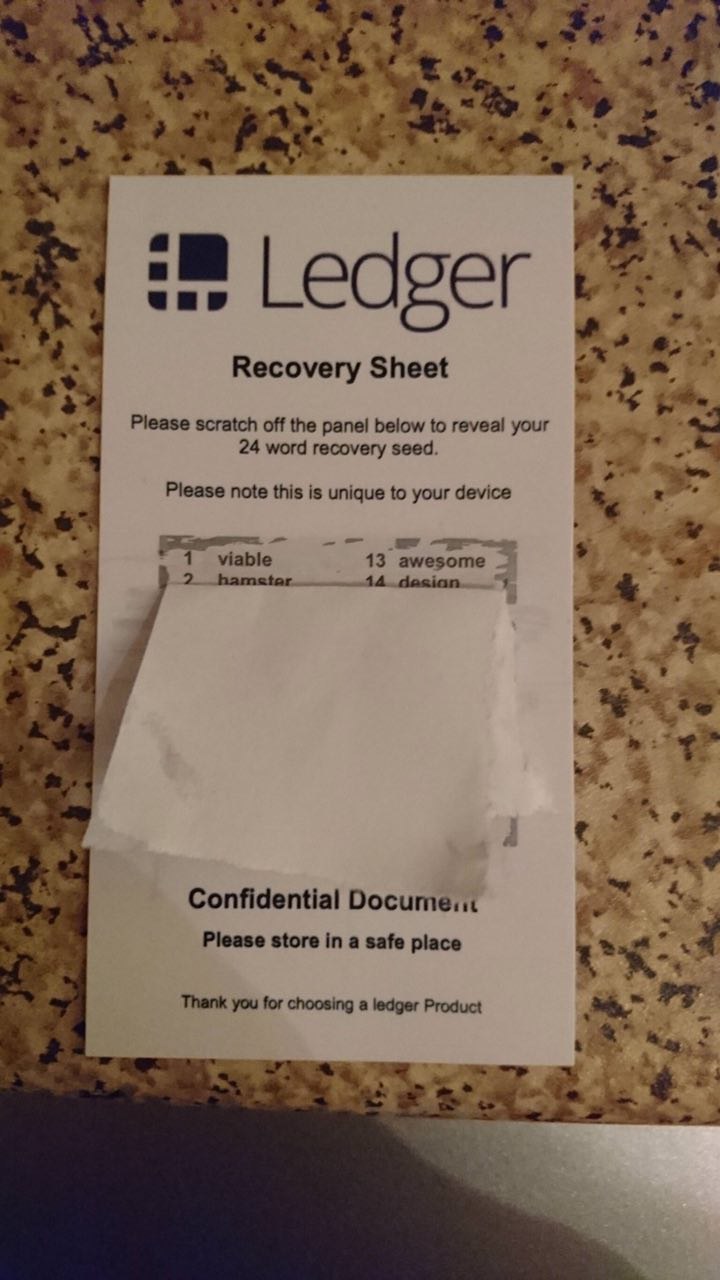 Ledger
Recovery Sheet
Please scratch off the panel below to reveal your
24 word recovery seed.
Please note this is unique to your device
1 viable 13 awesome
2 hamster 14 design
Confidential Document
Please store in a safe place
Thank you for choosing a ledger Product